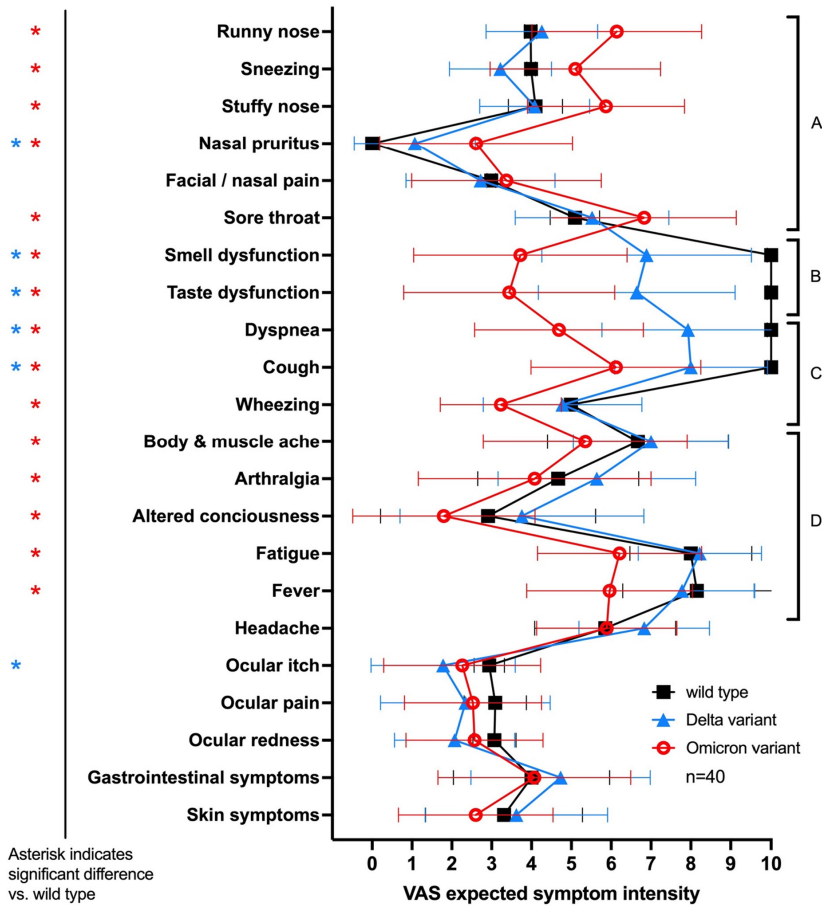 * Runny nose
* Sneezing
* Stuffy nose
A
* * Nasal pruritus
Facial / nasal pain
* Sore throat
* * Smell dysfunction
B
* * Taste dysfunction
* * Dyspnea
* * Cough
C
* Wheezing
* Body & muscle ache
* Arthralgia
* Altered conciousness
D
* Fatigue
* Fever
Headache
* Ocular itch
Ocular pain
Ocular redness
Gastrointestinal symptoms
Skin symptoms
wild type
Delta variant
Omicron variant
n=40
0 1 2 3 4 5 6 7 8 9 10
VAS expected symptom intensity
Asterisk indicates
significant difference
vs. wild type